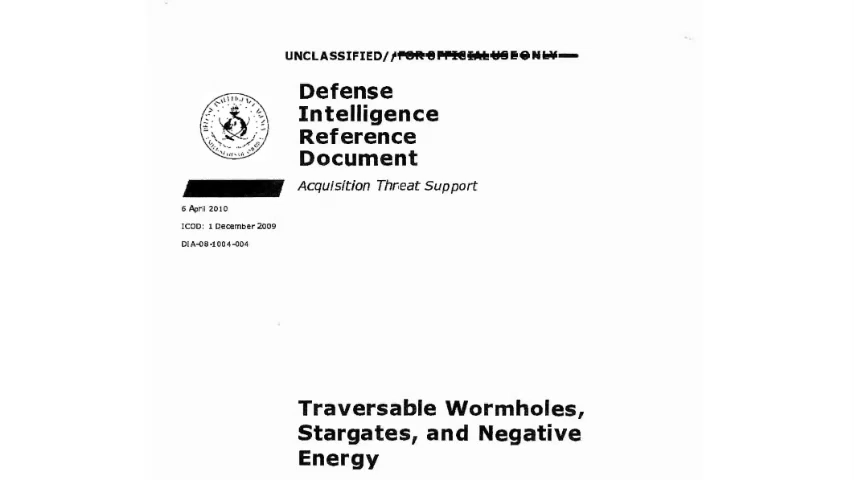 UNCLASSIFIED//FOR OFFICIAL USE ONLY
Defense
Intelligence
Reference
Document
Acquisition Threat Support
6 April 2010
ICOD: 1 December 2009
DIA-08-1004-004
Traversable Wormholes,
Stargates, and Negative
Energy